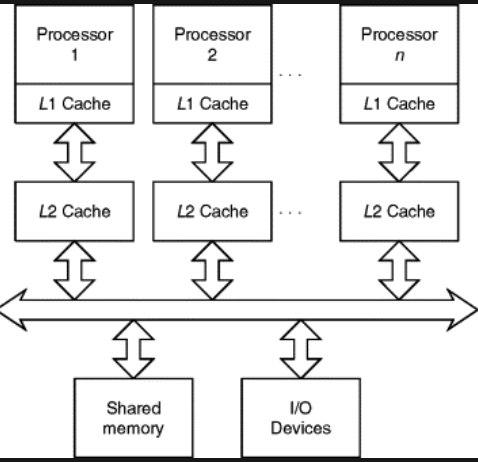 Processor
1
Processor
2
. . .
Processor
n
L1 Cache
L1 Cache
L1 Cache
L2 Cache
L2 Cache
. . .
L2 Cache
Shared
memory
I/O
Devices